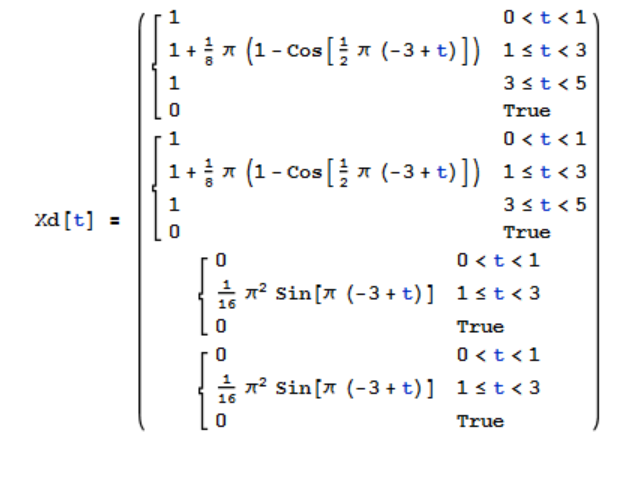 1 0 < t < 1
1 + 1/8 π (1 - Cos[1/2 π (-3 + t)]) 1 ≤ t < 3
1 3 ≤ t < 5
0 True
1 0 < t < 1
1 + 1/8 π (1 - Cos[1/2 π (-3 + t)]) 1 ≤ t < 3
1 3 ≤ t < 5
Xd[t] =
0 True
0 0 < t < 1
1/16 π² Sin[π (-3 + t)] 1 ≤ t < 3
0 True
0 0 < t < 1
1/16 π² Sin[π (-3 + t)] 1 ≤ t < 3
0 True